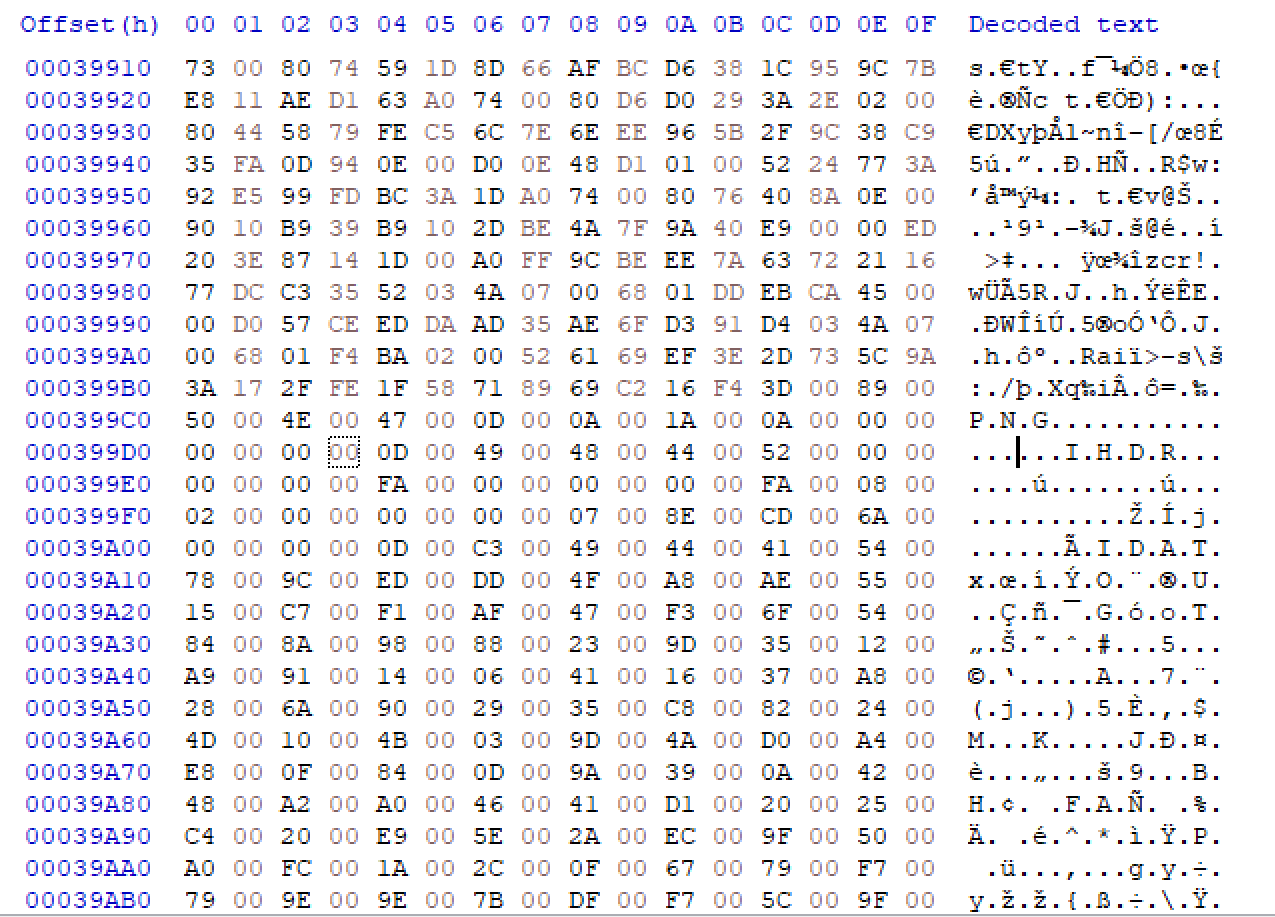 Offset(h) 00 01 02 03 04 05 06 07 08 09 0A 0B 0C 0D 0E 0F Decoded text
00039910 73 00 80 74 59 1D 8D 66 AF BC D6 38 1C 95 9C 7B s.€tY..f¯¼Ö8.•œ{
00039920 E8 11 AE D1 63 A0 74 00 80 D6 D0 29 3A 2E 02 00 è.®Ñc t.€ÖÐ):...
00039930 80 44 58 79 FE C5 6C 7E 6E EE 96 5B 2F 9C 38 C9 €DXyþÅl~nî–[/œ8É
00039940 35 FA 0D 94 0E 00 D0 0E 48 D1 01 00 52 24 77 3A 5ú.”..Ð.HÑ..R$w:
00039950 92 E5 99 FD BC 3A 1D A0 74 00 80 76 40 8A 0E 00 ’å™ý¼:. t.€v@Š..
00039960 90 10 B9 39 B9 10 2D BE 4A 7F 9A 40 E9 00 00 ED ..¹9¹.-¾J.š@é..í
00039970 20 3E 87 14 1D 00 A0 FF 9C BE EE 7A 63 72 21 16  >‡... ÿœ¾îzcr!.
00039980 77 DC C3 35 52 03 4A 07 00 68 01 DD EB CA 45 00 wÜÃ5R.J..h.ÝëÊE.
00039990 00 D0 57 CE ED DA AD 35 AE 6F D3 91 D4 03 4A 07 .ÐWÎíÚ.5®oÓ‘Ô.J.
000399A0 00 68 01 F4 BA 02 00 52 61 69 EF 3E 2D 73 5C 9A .h.ôº..Raiï>-s\š
000399B0 3A 17 2F FE 1F 58 71 89 69 C2 16 F4 3D 00 89 00 :./þ.Xq‰iÂ.ô=.‰.
000399C0 50 00 4E 00 47 00 0D 00 0A 00 1A 00 0A 00 00 00 P.N.G...........
000399D0 00 00 00 00 0D 00 49 00 48 00 44 00 52 00 00 00 ......I.H.D.R...
000399E0 00 00 00 00 FA 00 00 00 00 00 00 00 FA 00 08 00 ....ú.......ú...
000399F0 02 00 00 00 00 00 00 00 07 00 8E 00 CD 00 6A 00 ..........Ž.Í.j.
00039A00 00 00 00 00 0D 00 C3 00 49 00 44 00 41 00 54 00 ......Ã.I.D.A.T.
00039A10 78 00 9C 00 ED 00 DD 00 4F 00 A8 00 AE 00 55 00 x.œ.í.Ý.O.¨.®.U.
00039A20 15 00 C7 00 F1 00 AF 00 47 00 F3 00 6F 00 54 00 ..Ç.ñ.¯.G.ó.o.T.
00039A30 84 00 8A 00 98 00 88 00 23 00 9D 00 35 00 12 00 „.Š.˜.ˆ.#...5...
00039A40 A9 00 91 00 14 00 06 00 41 00 16 00 37 00 A8 00 ©.‘.....A...7.¨.
00039A50 28 00 6A 00 90 00 29 00 35 00 C8 00 82 00 24 00 (.j...).5.È.‚.$.
00039A60 4D 00 10 00 4B 00 03 00 9D 00 4A 00 D0 00 A4 00 M...K.....J.Ð.¤.
00039A70 E8 00 0F 00 84 00 0D 00 9A 00 39 00 0A 00 42 00 è...„...š.9...B.
00039A80 48 00 A2 00 A0 00 46 00 41 00 D1 00 20 00 25 00 H.¢. .F.A.Ñ. .%.
00039A90 C4 00 20 00 E9 00 5E 00 2A 00 EC 00 9F 00 50 00 Ä. .é.^.*.ì.Ÿ.P.
00039AA0 A0 00 FC 00 1A 00 2C 00 0F 00 67 00 79 00 F7 00  .ü...,...g.y.÷.
00039AB0 79 00 9E 00 9E 00 7B 00 DF 00 F7 00 5C 00 9F 00 y.ž.ž.{.ß.÷.\.Ÿ.